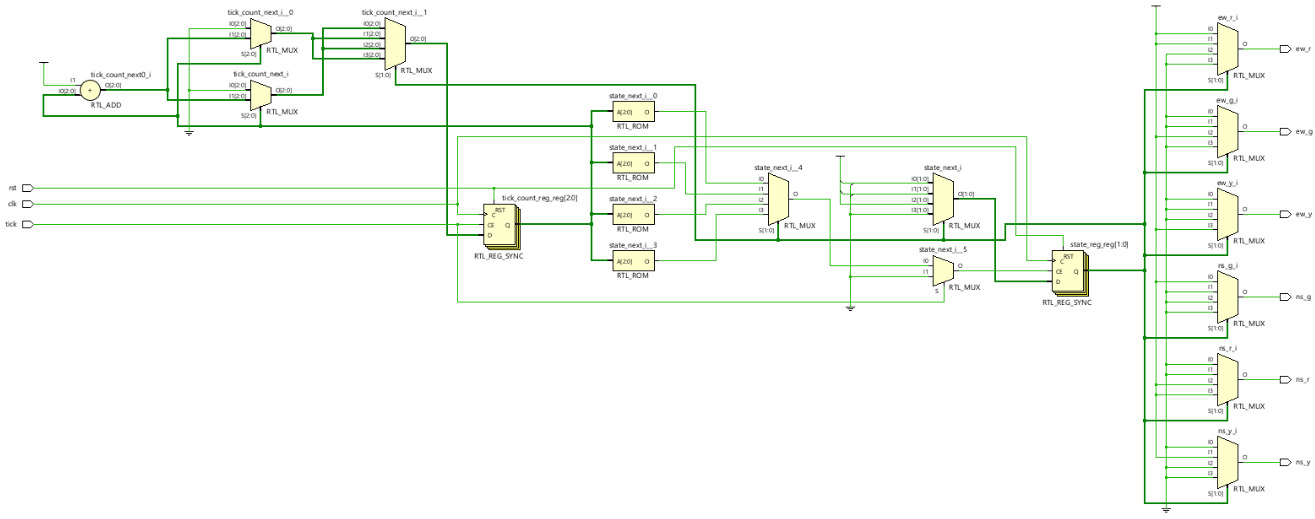 tick_count_next_i__0
I0[2:0]
I1[2:0]
O[2:0]
S[2:0]
RTL_MUX
tick_count_next_i__1
I0[2:0]
I1[2:0]
I2[2:0]
I3[2:0]
O[2:0]
S[1:0]
RTL_MUX
tick_count_next0_i
I1
I0[2:0]
O[2:0]
RTL_ADD
tick_count_next_i
I0[2:0]
I1[2:0]
O[2:0]
S[2:0]
RTL_MUX
state_next_i__0
A[2:0] O
RTL_ROM
state_next_i__1
A[2:0] O
RTL_ROM
state_next_i__2
A[2:0] O
RTL_ROM
state_next_i__3
A[2:0] O
RTL_ROM
rst
clk
tick
tick_count_reg_reg[2:0]
RST
C
CE Q
D
RTL_REG_SYNC
state_next_i__4
I0
I1
I2
I3
O
S[1:0]
RTL_MUX
state_next_i
I0[1:0]
I1[1:0]
I2[1:0]
I3[1:0]
O[1:0]
S[1:0]
RTL_MUX
state_next_i__5
I0
I1
O
S
RTL_MUX
state_reg_reg[1:0]
RST
C
CE Q
D
RTL_REG_SYNC
ew_r_i
I0
I1
I2
I3
O
S[1:0]
RTL_MUX
ew_r
ew_g_i
I0
I1
I2
I3
O
S[1:0]
RTL_MUX
ew_g
ew_y_i
I0
I1
I2
I3
O
S[1:0]
RTL_MUX
ew_y
ns_g_i
I0
I1
I2
I3
O
S[1:0]
RTL_MUX
ns_g
ns_r_i
I0
I1
I2
I3
O
S[1:0]
RTL_MUX
ns_r
ns_y_i
I0
I1
I2
I3
O
S[1:0]
RTL_MUX
ns_y